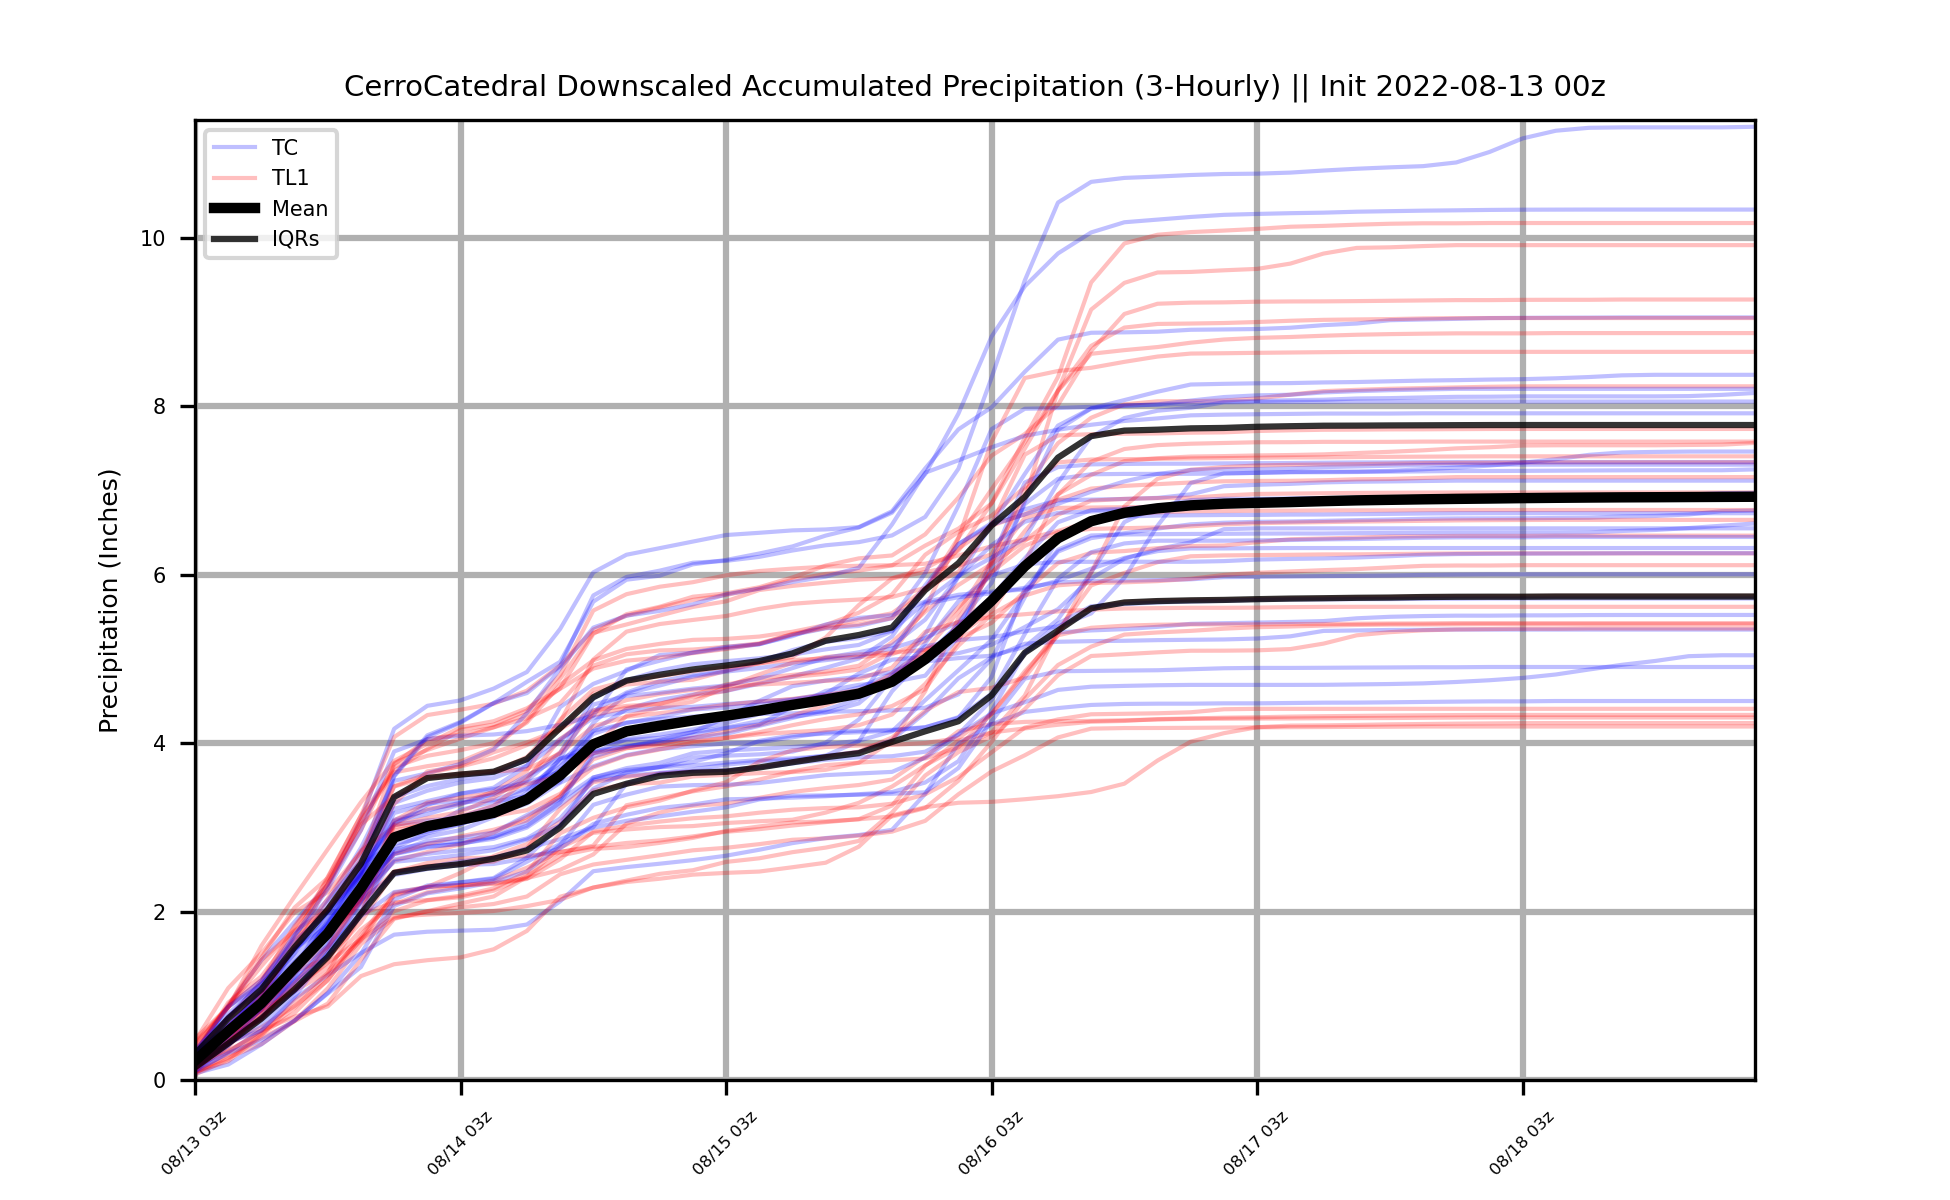 CerroCatedral Downscaled Accumulated Precipitation (3-Hourly) || Init 2022-08-13 00z
TC
TL1
Mean
IQRs
Precipitation (Inches)
10
8
6
4
2
0
08/13 03z
08/14 03z
08/15 03z
08/16 03z
08/17 03z
08/18 03z